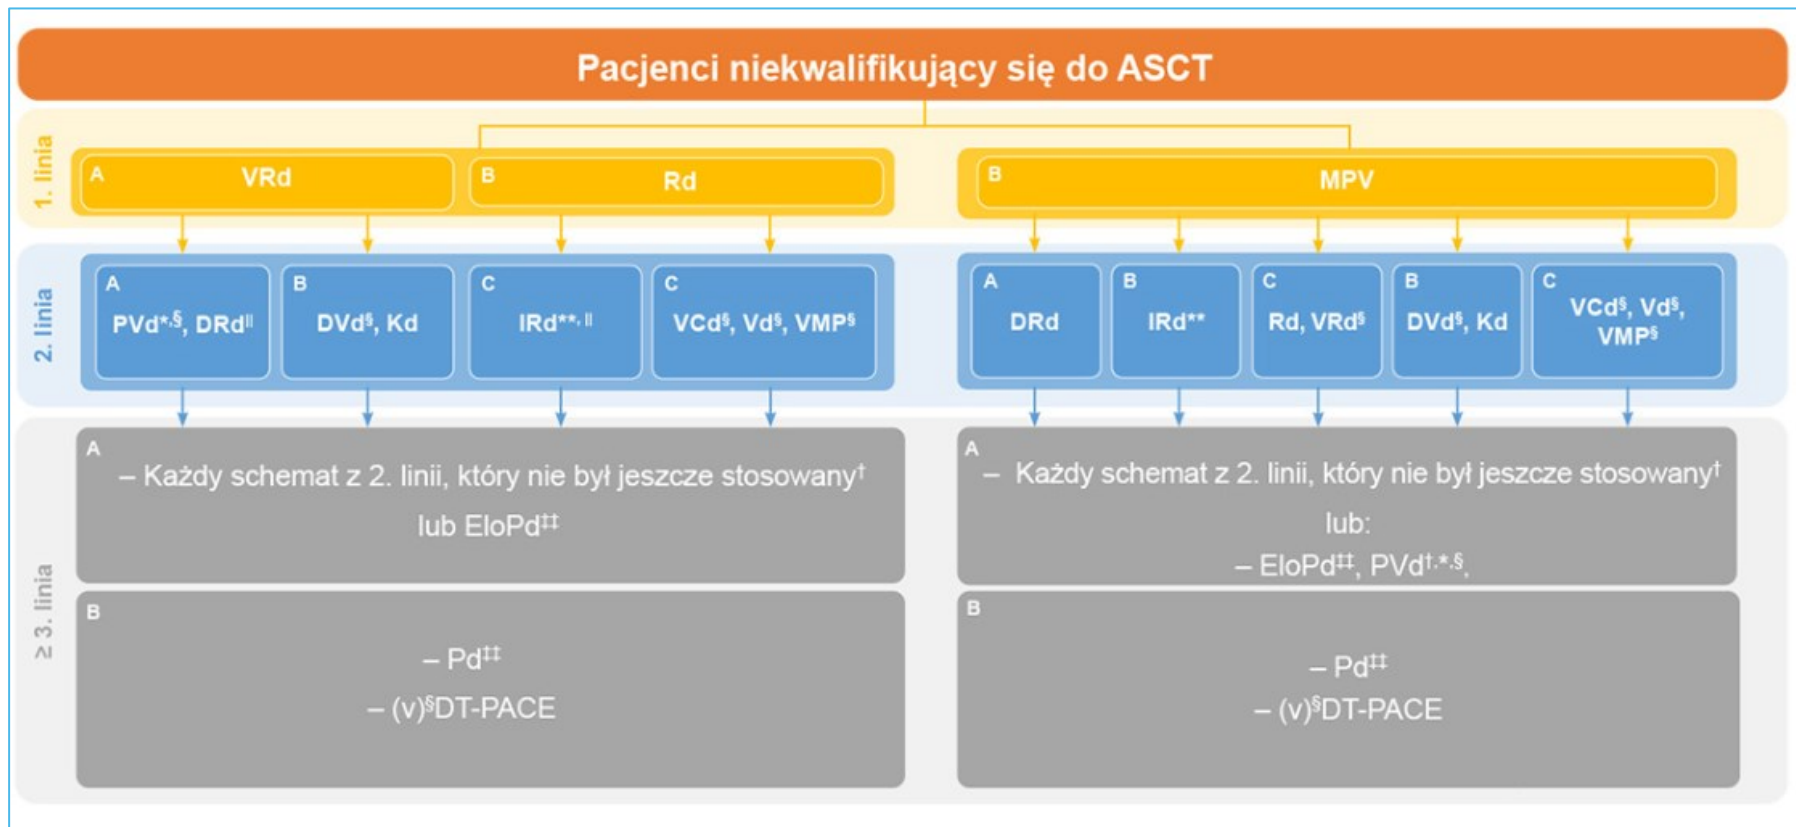 Pacjenci niekwalifikujący się do ASCT
1. linia
A
VRd
B
Rd
B
MPV
2. linia
A
PVd*,§, DRd||
B
DVd§, Kd
C
IRd**, ||
C
VCd§, Vd§, VMP§
A
DRd
B
IRd**
C
Rd, VRd§
B
DVd§, Kd
C
VCd§, Vd§,
VMP§
≥ 3. linia
A
– Każdy schemat z 2. linii, który nie był jeszcze stosowany†
lub EloPd‡‡
A
– Każdy schemat z 2. linii, który nie był jeszcze stosowany†
lub:
– EloPd‡‡, PVd†,*,§,
B
– Pd‡‡
– (v)§DT-PACE
B
– Pd‡‡
– (v)§DT-PACE